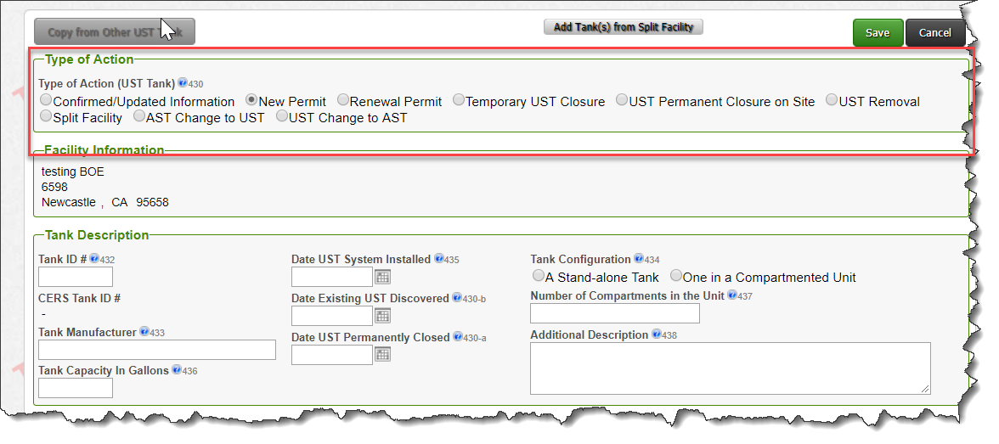 Copy from Other UST Tank
Add Tank(s) from Split Facility
Save
Cancel
Type of Action
Type of Action (UST Tank) 430
Confirmed/Updated Information New Permit Renewal Permit Temporary UST Closure UST Permanent Closure on Site UST Removal
Split Facility AST Change to UST UST Change to AST
Facility Information
testing BOE
6598
Newcastle , CA 95658
Tank Description
Tank ID # 432
CERS Tank ID #
-
Tank Manufacturer 433
Tank Capacity In Gallons 436
Date UST System Installed 435
Date Existing UST Discovered 430-b
Date UST Permanently Closed 430-a
Tank Configuration 434
A Stand-alone Tank One in a Compartmented Unit
Number of Compartments in the Unit 437
Additional Description 438